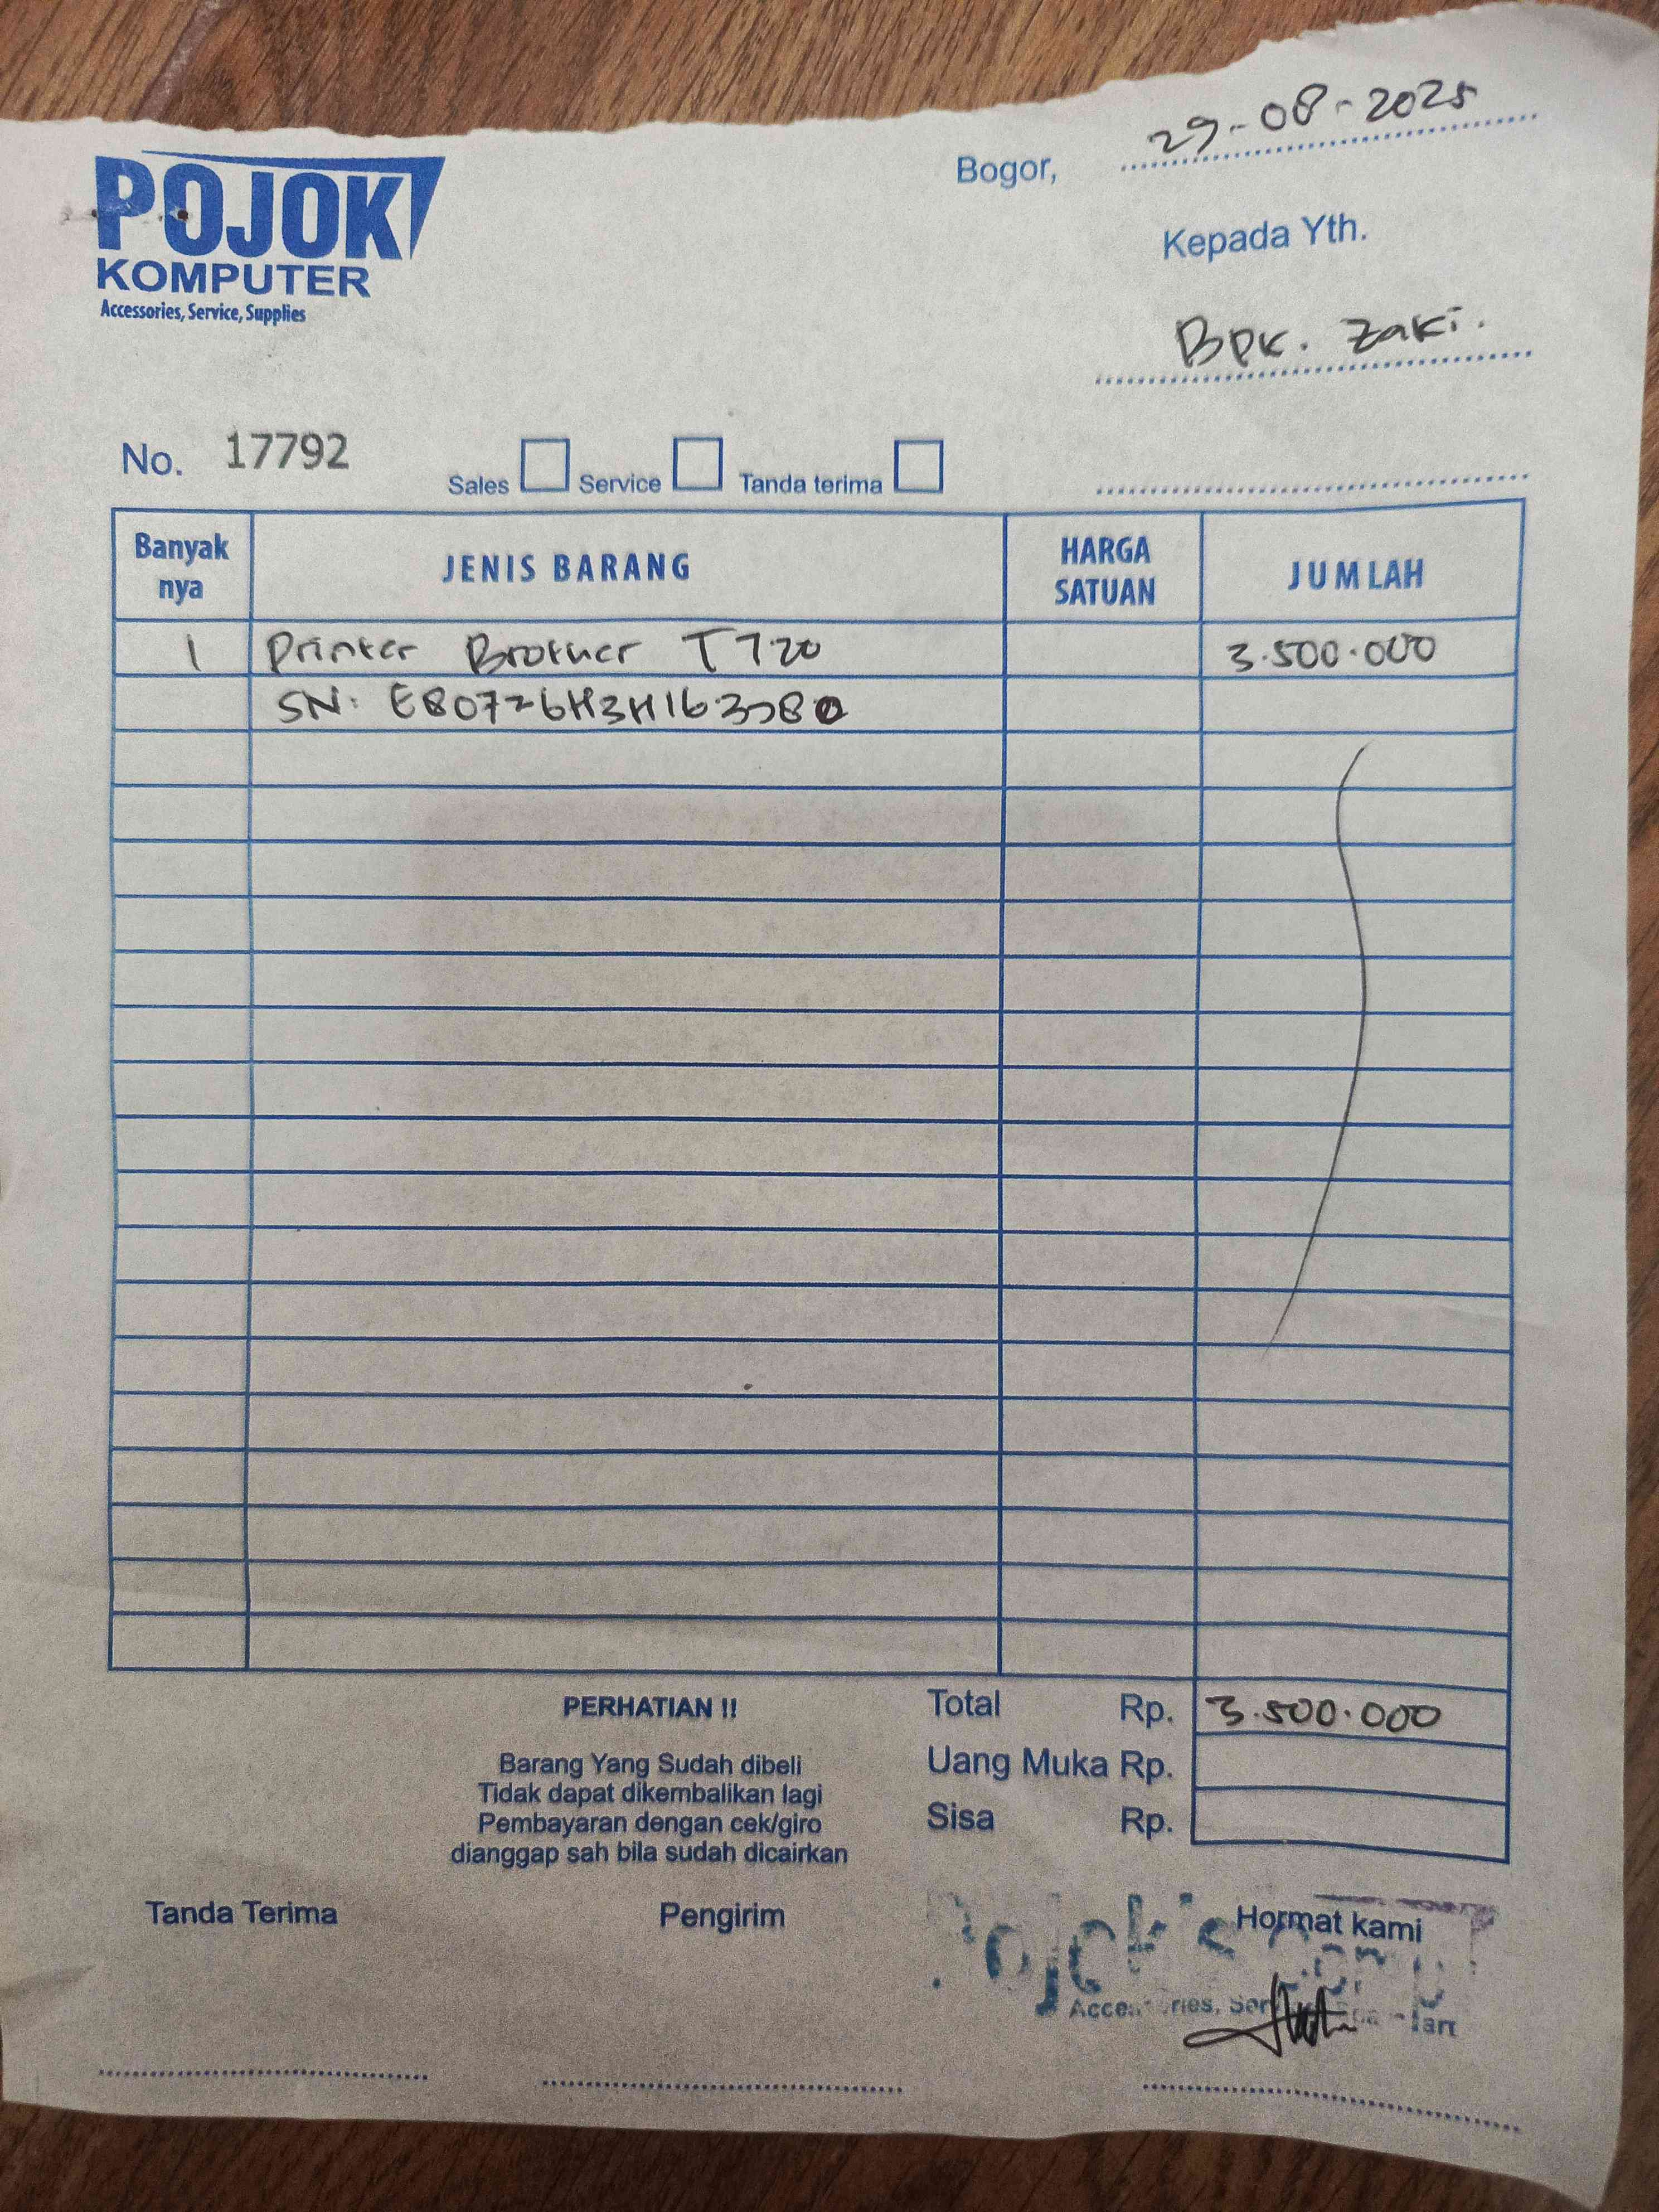 POJOK
KOMPUTER
Accessories, Service, Supplies
Bogor, 29-08-2025
Kepada Yth.
Bpk. Zaki.
No. 17792
Sales Service Tanda terima
Banyak nya JENIS BARANG HARGA SATUAN JUMLAH
1 Printer Brother T720 3.500.000
SN:
PERHATIAN !!
Barang Yang Sudah dibeli
Tidak dapat dikembalikan lagi
Pembayaran dengan cek/giro
dianggap sah bila sudah dicairkan
Total Rp. 3.500.000
Uang Muka Rp.
Sisa Rp.
Tanda Terima Pengirim Hormat kami